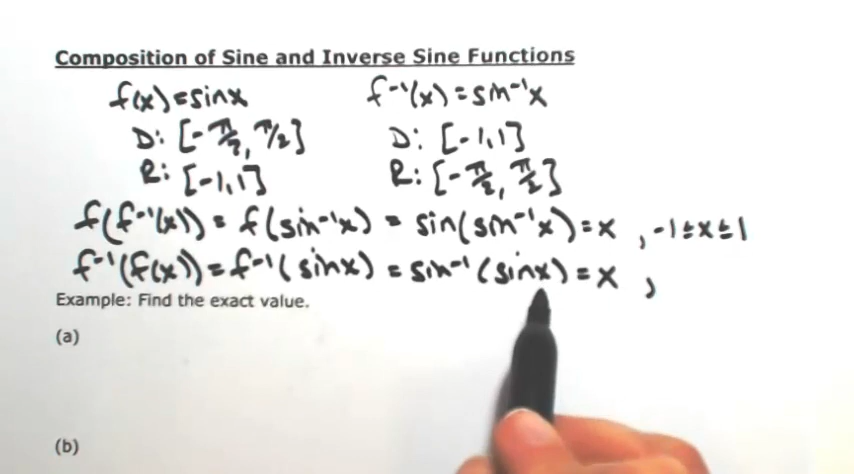 Composition of Sine and Inverse Sine Functions
f(x)=sinx f⁻¹(x)=sin⁻¹x
D: [-π/2, π/2] D: [-1,1]
R: [-1,1] R: [-π/2, π/2]
f(f⁻¹(x)) = f(sin⁻¹x) = sin(sin⁻¹x)=x , -1≤x≤1
f⁻¹(f(x))=f⁻¹(sinx) = sin⁻¹(sinx)=x ,
Example: Find the exact value.
(a)
(b)